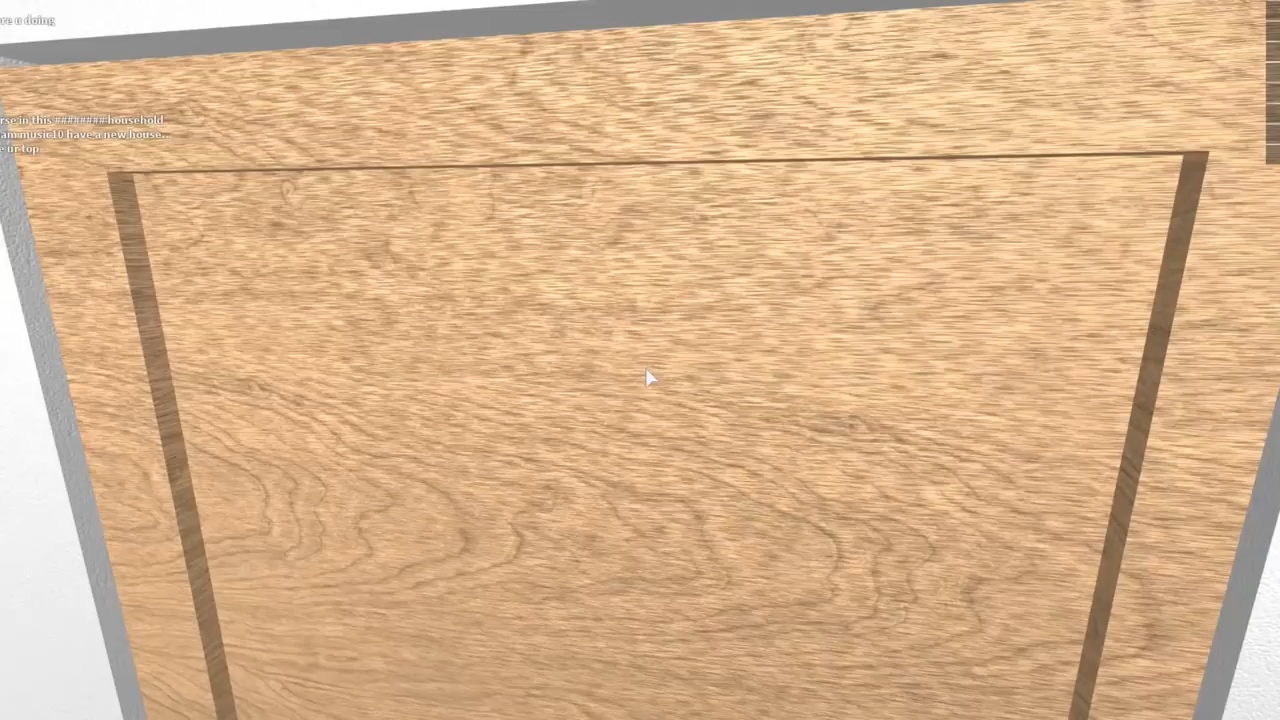 re u doing
rse in this ######## household
am music10 have a new house..
e ur top